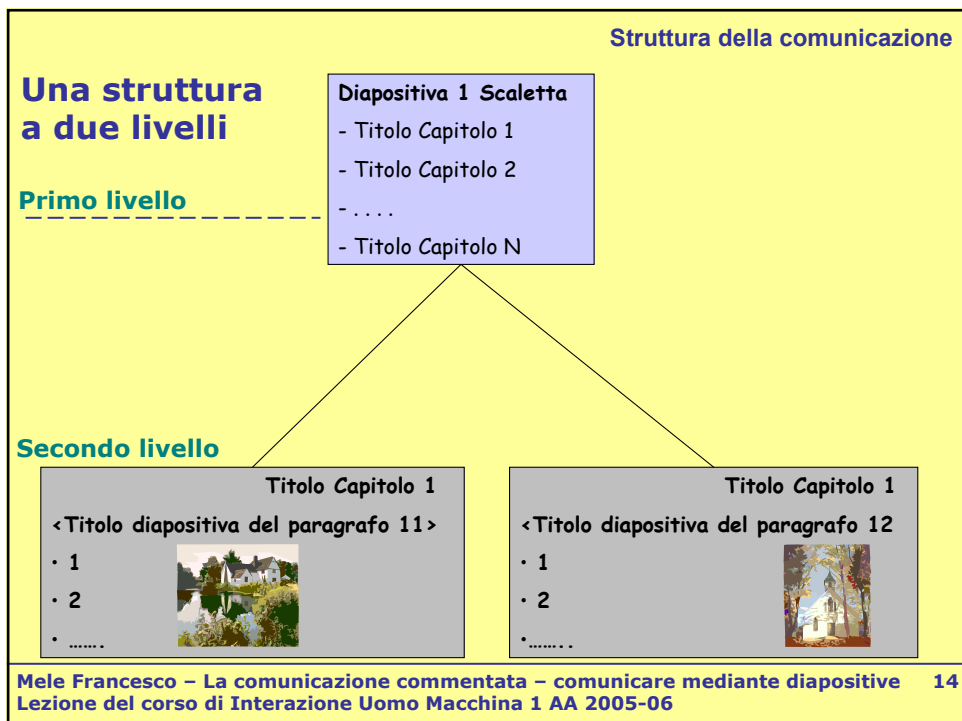 Struttura della comunicazione
Una struttura
a due livelli
Diapositiva 1 Scaletta
- Titolo Capitolo 1
- Titolo Capitolo 2
- . . . .
- Titolo Capitolo N
Primo livello
Secondo livello
Titolo Capitolo 1
<Titolo diapositiva del paragrafo 11>
• 1
• 2
• …….
Titolo Capitolo 1
<Titolo diapositiva del paragrafo 12
• 1
• 2
•……..
Mele Francesco – La comunicazione commentata – comunicare mediante diapositive 14
Lezione del corso di Interazione Uomo Macchina 1 AA 2005-06